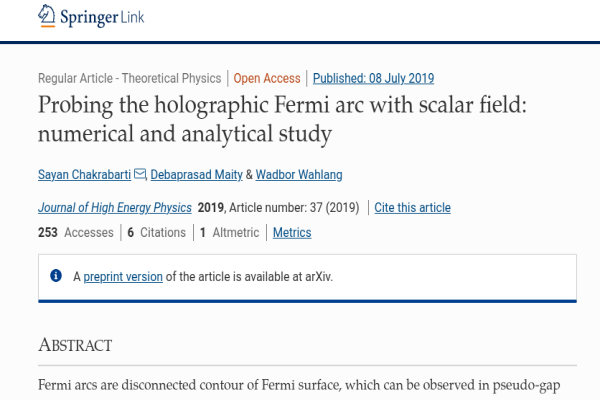 Springer Link
Regular Article - Theoretical Physics | Open Access | Published: 08 July 2019
Probing the holographic Fermi arc with scalar field:
numerical and analytical study
Sayan Chakrabarti, Debaprasad Maity & Wadbor Wahlang
Journal of High Energy Physics 2019, Article number: 37 (2019) | Cite this article
253 Accesses | 6 Citations | 1 Altmetric | Metrics
A preprint version of the article is available at arXiv.
ABSTRACT
Fermi arcs are disconnected contour of Fermi surface, which can be observed in pseudo-gap